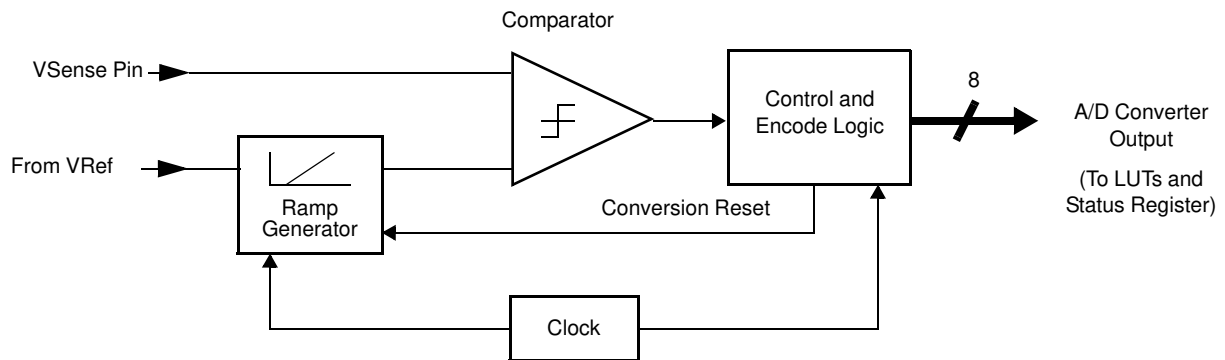 Comparator
VSense Pin
8
Control and
Encode Logic
A/D Converter
Output
(To LUTs and
Status Register)
From VRef
Ramp
Generator
Conversion Reset
Clock